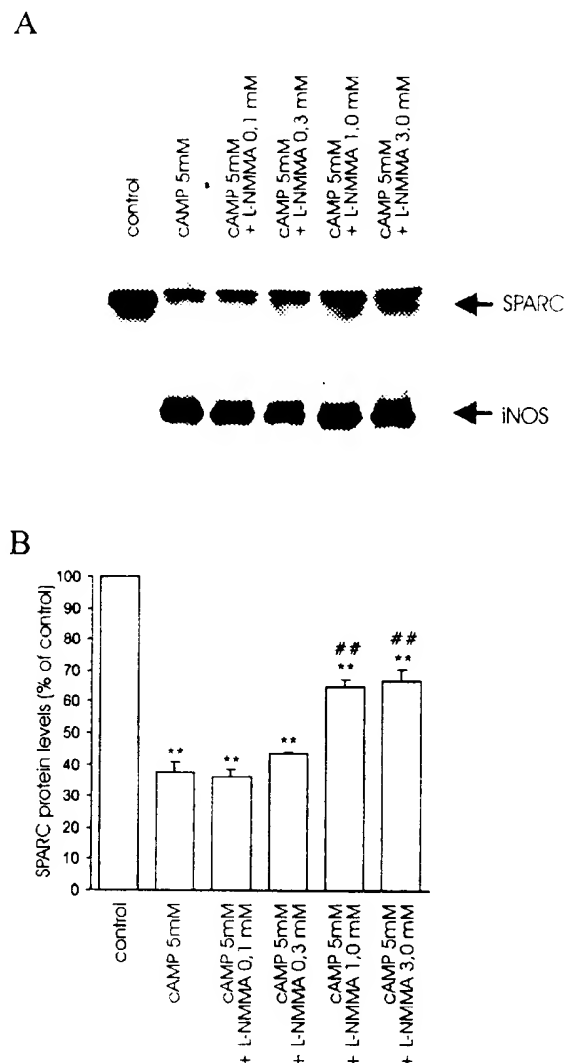 A
control
cAMP 5mM
cAMP 5mM
+ L-NMMA 0,1 mM
cAMP 5mM
+ L-NMMA 0,3 mM
cAMP 5mM
+ L-NMMA 1,0 mM
cAMP 5mM
+ L-NMMA 3,0 mM
SPARC
iNOS
B
SPARC protein levels (% of control)
100
90
80
70
60
50
40
30
20
10
0
**
**
**
##
**
##
**
control
cAMP 5mM
cAMP 5mM
+ L-NMMA 0,1 mM
cAMP 5mM
+ L-NMMA 0,3 mM
cAMP 5mM
+ L-NMMA 1,0 mM
cAMP 5mM
+ L-NMMA 3,0 mM